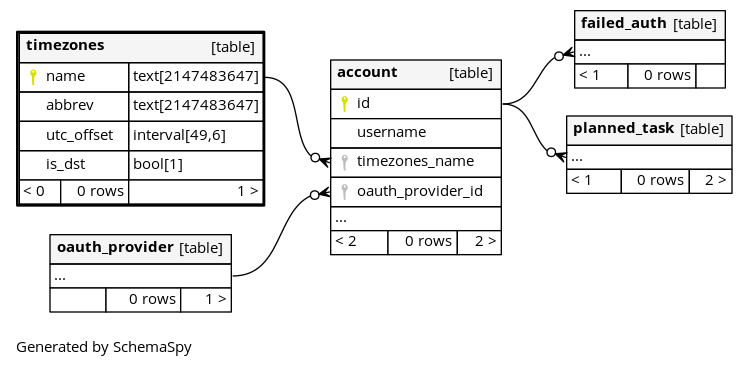 timezones [table]
name text[2147483647]
abbrev text[2147483647]
utc_offset interval[49,6]
is_dst bool[1]
< 0 0 rows 1 >
oauth_provider [table]
...
0 rows 1 >
account [table]
id
username
timezones_name
oauth_provider_id
...
< 2 0 rows 2 >
failed_auth [table]
...
< 1 0 rows
planned_task [table]
...
< 1 0 rows 2 >
Generated by SchemaSpy